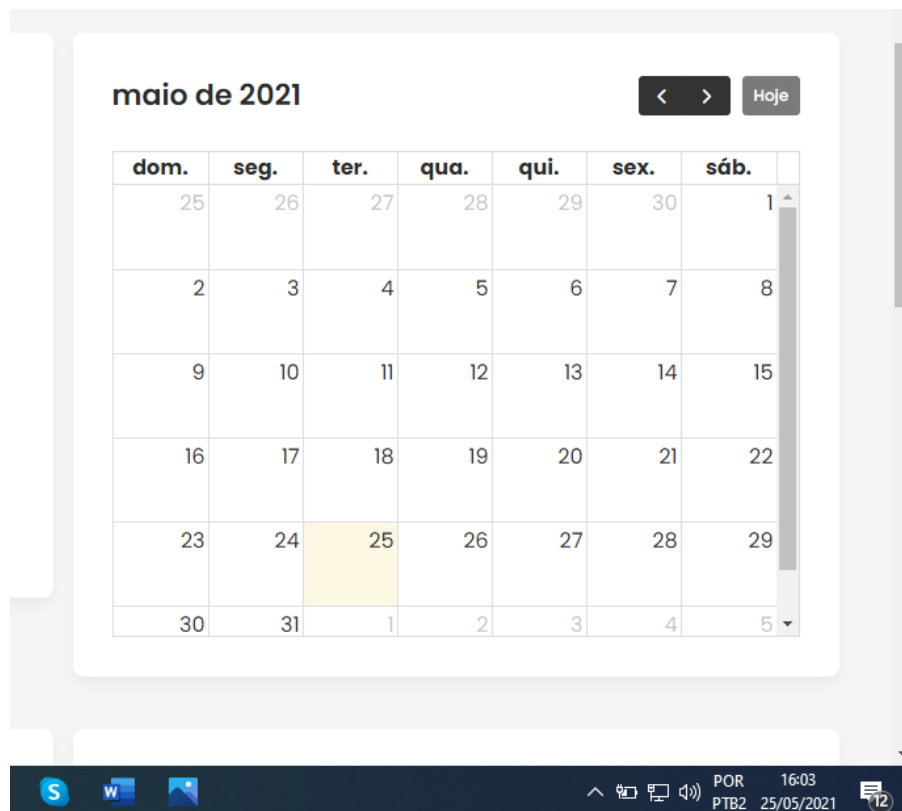 maio de 2021
Hoje
dom. seg. ter. qua. qui. sex. sáb.
25 26 27 28 29 30 1
2 3 4 5 6 7 8
9 10 11 12 13 14 15
16 17 18 19 20 21 22
23 24 25 26 27 28 29
30 31 1 2 3 4 5
S W POR 16:03
PTB2 25/05/2021 12